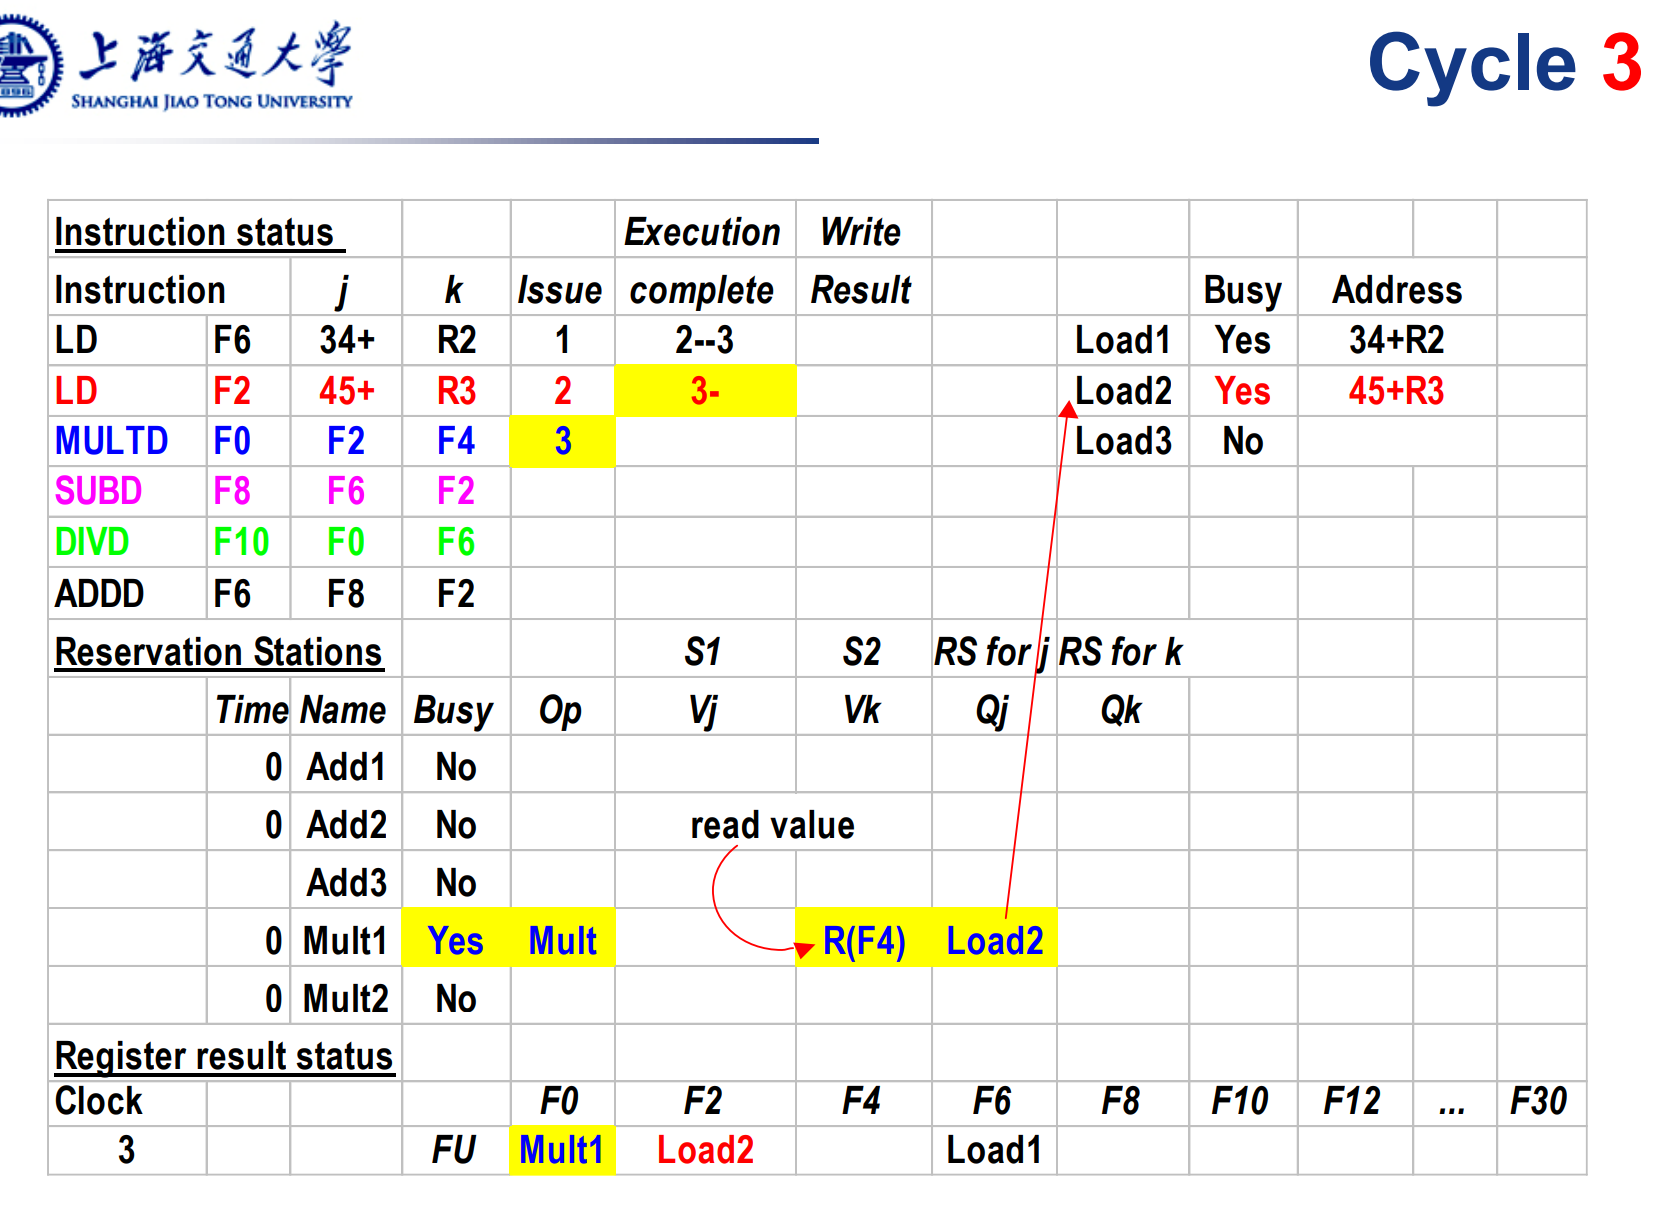 上海交通大学
SHANGHAI JIAO TONG UNIVERSITY
1896
Cycle 3
Instruction status Execution Write
Instruction j k Issue complete Result Busy Address
LD F6 34+ R2 1 2--3 Load1 Yes 34+R2
LD F2 45+ R3 2 3- Load2 Yes 45+R3
MULTD F0 F2 F4 3 Load3 No
SUBD F8 F6 F2
DIVD F10 F0 F6
ADDD F6 F8 F2
Reservation Stations S1 S2 RS for j RS for k
Time Name Busy Op Vj Vk Qj Qk
0 Add1 No
0 Add2 No read value
Add3 No
0 Mult1 Yes Mult R(F4) Load2
0 Mult2 No
Register result status
Clock F0 F2 F4 F6 F8 F10 F12 ... F30
3 FU Mult1 Load2 Load1